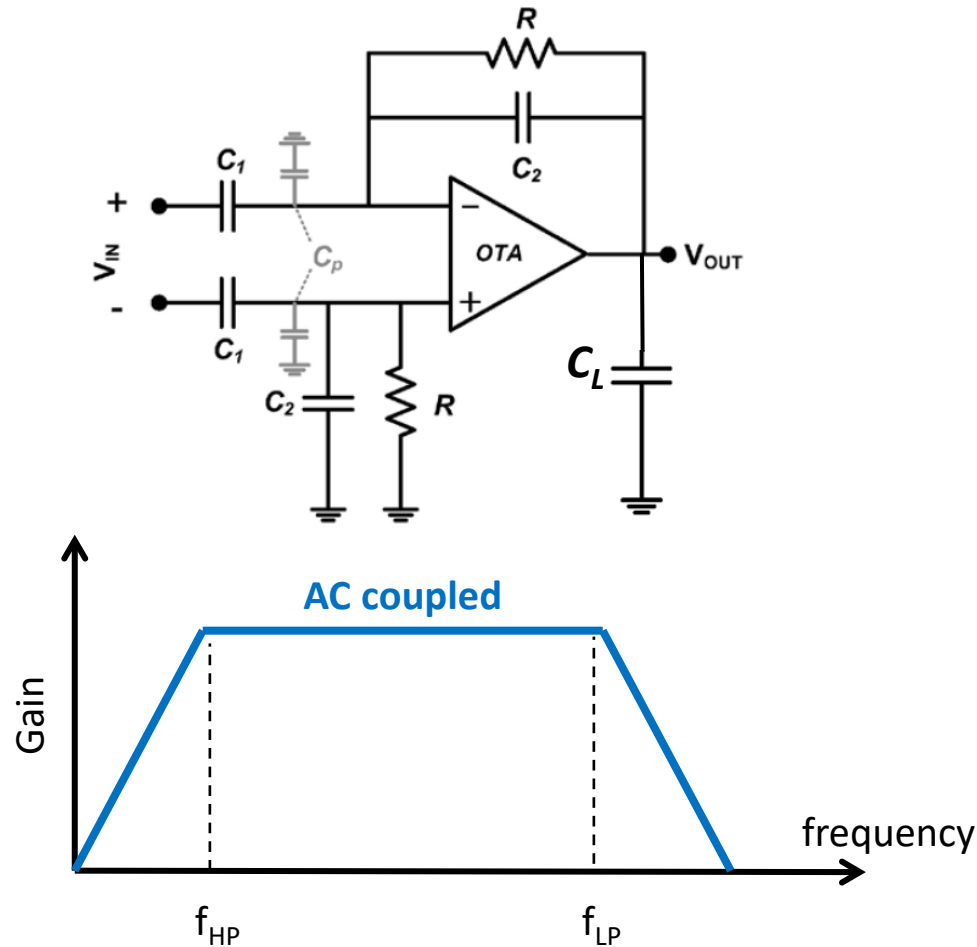 R
C2
C1
+
VIN
-
Cp
C1
−
OTA
+
VOUT
C2
R
CL
AC coupled
Gain
frequency
fHP
fLP